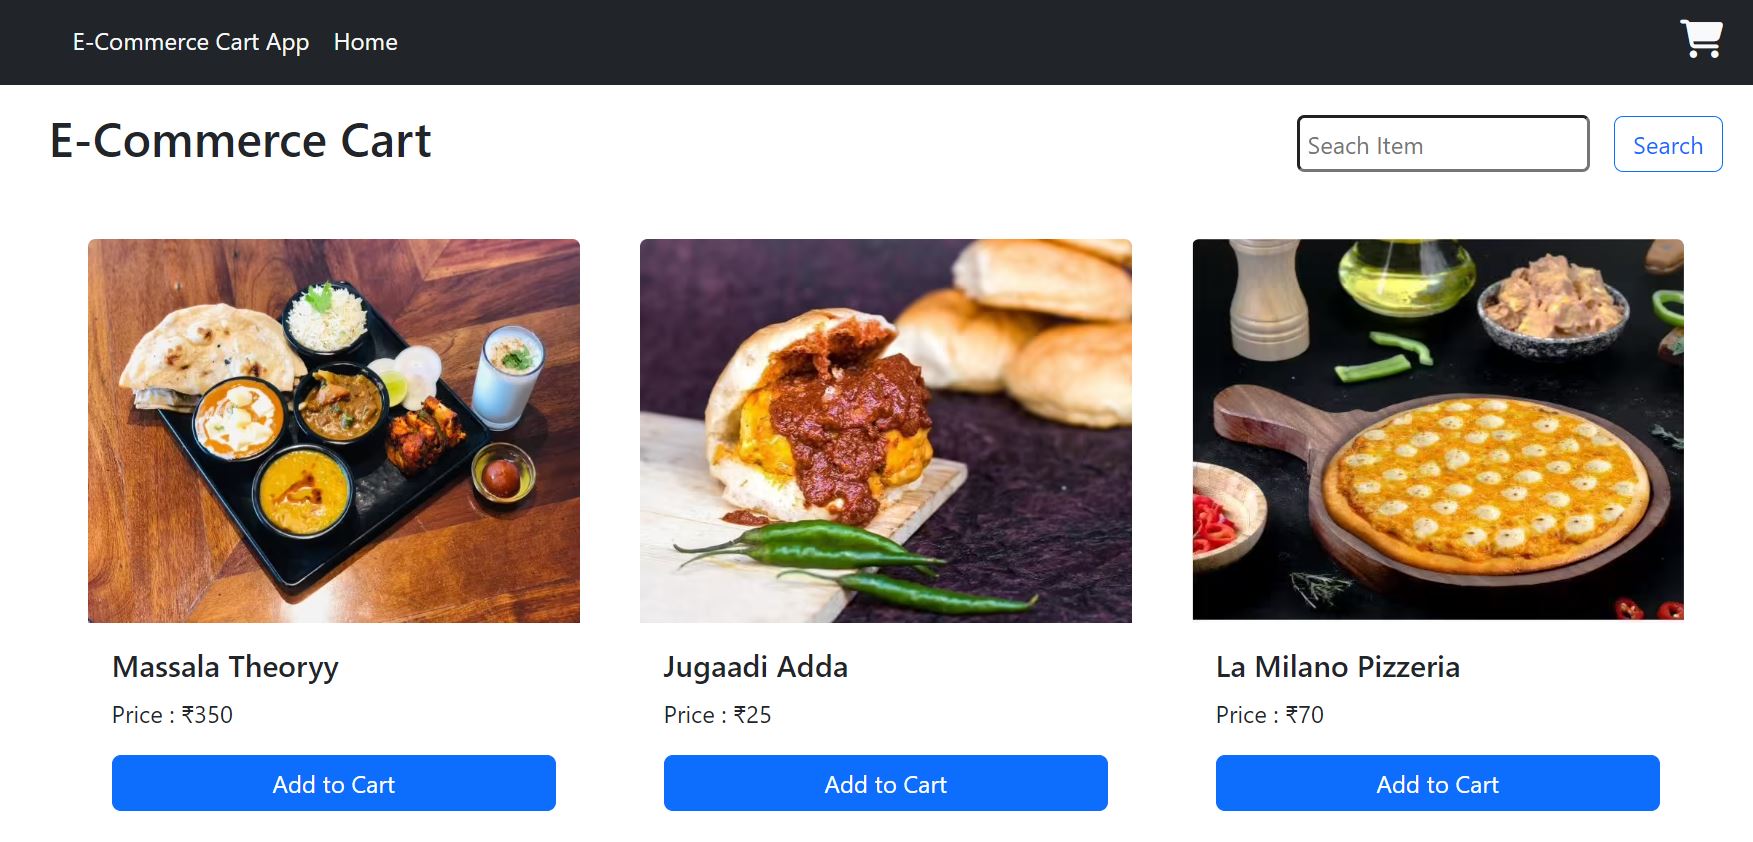 E-Commerce Cart App Home
E-Commerce Cart
Seach Item
Search
Massala Theoryy
Price : ₹350
Add to Cart
Jugaadi Adda
Price : ₹25
Add to Cart
La Milano Pizzeria
Price : ₹70
Add to Cart